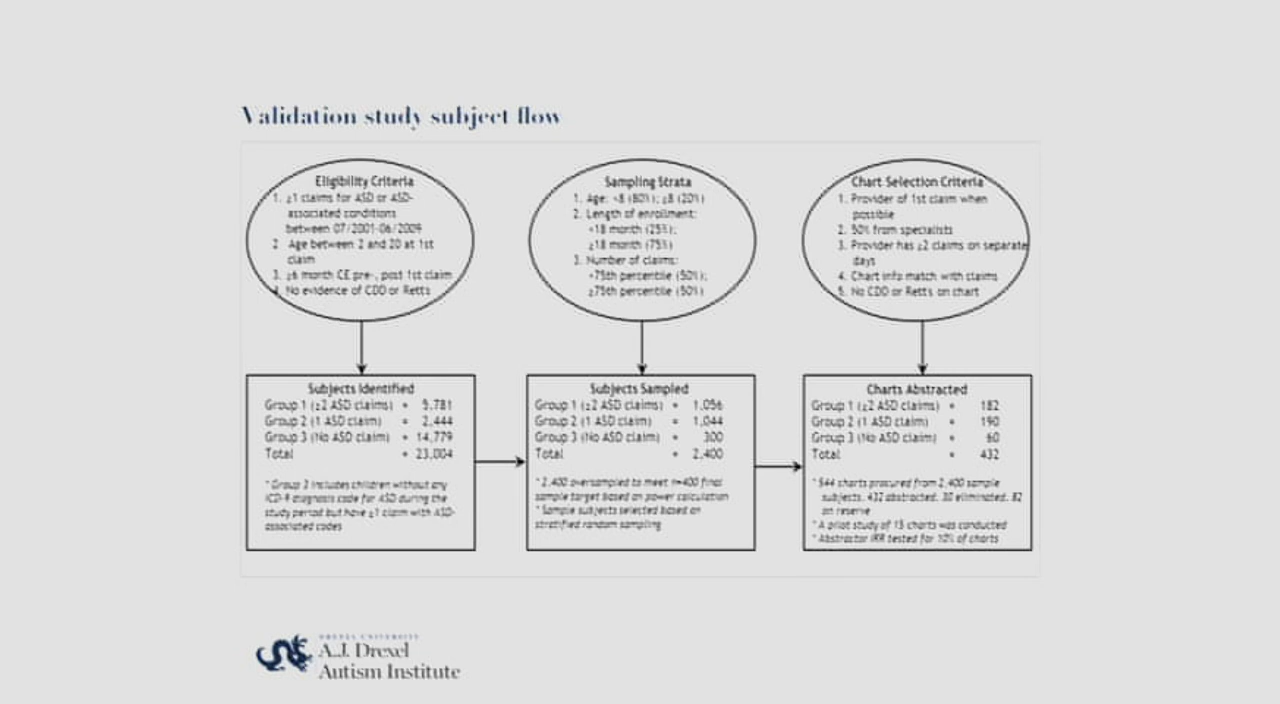 Validation study subject flow
Eligibility Criteria
1. ≥1 claims for ASD or ASD-
associated conditions
between 07/2001-06/2009
2 Age between 2 and 20 at 1st
claim
3. ≥6 month CE pre-, post 1st claim
4. No evidence of CDD or Retts
Sampling Strata
1. Age: <8 (80%); ≥8 (20%)
2. Length of enrollment:
<18 month (25%);
≥18 month (75%)
3. Number of claims:
<75th percentile (50%);
≥75th percentile (50%)
Chart Selection Criteria
1. Provider of 1st claim when
possible
2. 50% from specialists
3. Provider has ≥2 claims on separate
days
4. Chart info match with claims
5. No CDD or Retts on chart
Subjects Identified
Group 1 (≥2 ASD claims) = 5,781
Group 2 (1 ASD claim) = 2,444
Group 3 (No ASD claim) = 14,779
Total = 23,004
* Group 3 includes children without any
ICD-9 diagnosis code for ASD during the
study period but have ≥1 claim with ASD-
associated codes
Subjects Sampled
Group 1 (≥2 ASD claims) = 1,056
Group 2 (1 ASD claim) = 1,044
Group 3 (No ASD claim) = 300
Total = 2,400
* 2,400 oversampled to meet n=400 final
sample target based on power calculation
* Sample subjects selected based on
stratified random sampling
Charts Abstracted
Group 1 (≥2 ASD claims) = 182
Group 2 (1 ASD claim) = 190
Group 3 (No ASD claim) = 60
Total = 432
* 544 charts procured from 2,400 sample
subjects. 432 abstracted, 30 eliminated, 82
on reserve
* A pilot study of 15 charts was conducted
* Abstractor IRR tested for 10% of charts
DREXEL UNIVERSITY
A.J. Drexel
Autism Institute